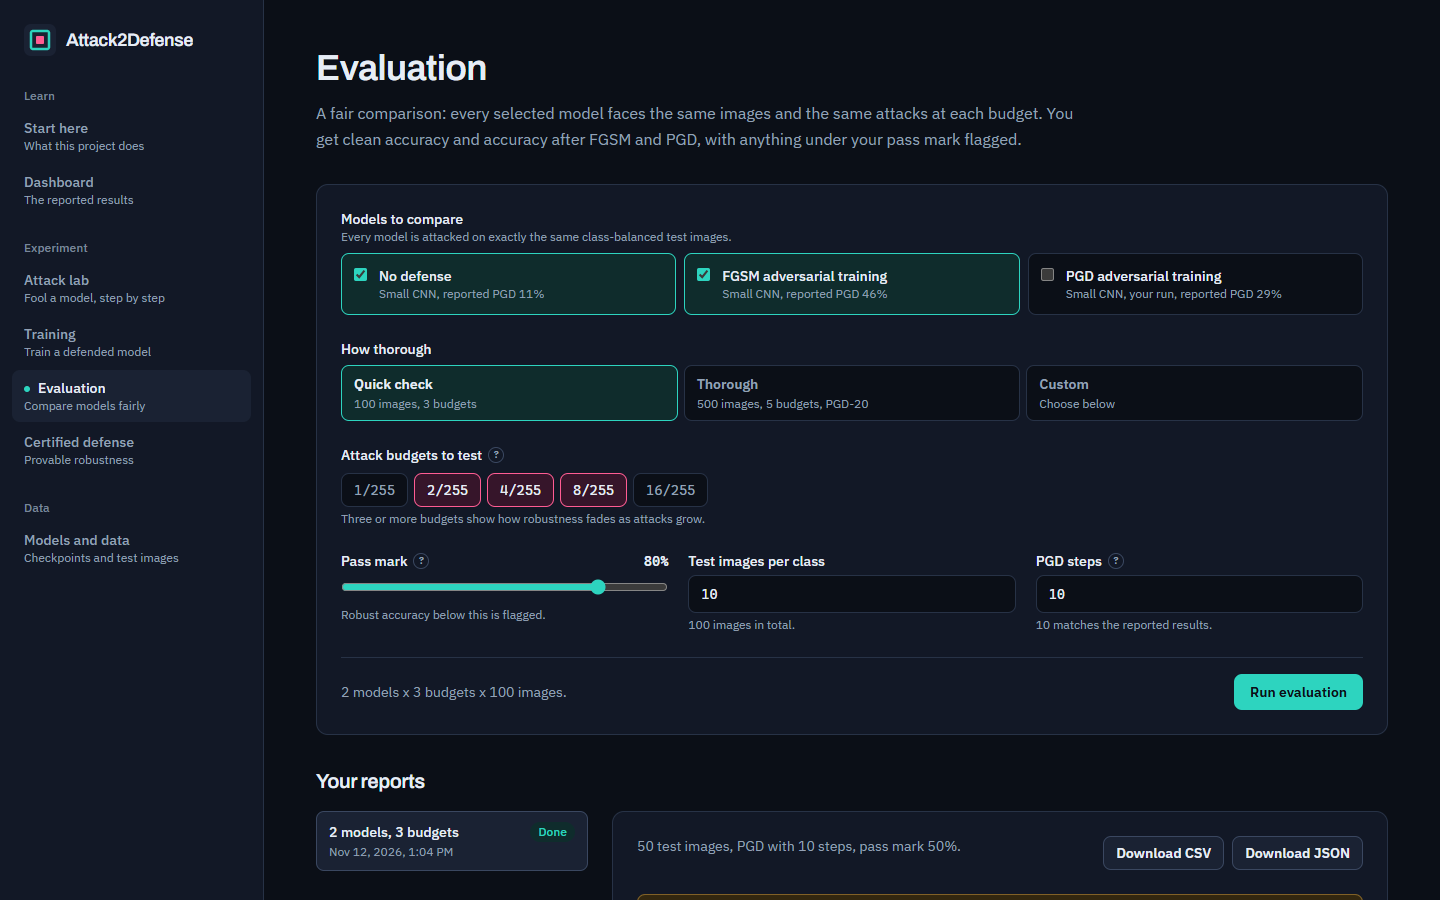 Attack2Defense
Learn
Start here
What this project does
Dashboard
The reported results
Experiment
Attack lab
Fool a model, step by step
Training
Train a defended model
Evaluation
Compare models fairly
Certified defense
Provable robustness
Data
Models and data
Checkpoints and test images
Evaluation
A fair comparison: every selected model faces the same images and the same attacks at each budget. You
get clean accuracy and accuracy after FGSM and PGD, with anything under your pass mark flagged.
Models to compare
Every model is attacked on exactly the same class-balanced test images.
No defense
Small CNN, reported PGD 11%
FGSM adversarial training
Small CNN, reported PGD 46%
PGD adversarial training
Small CNN, your run, reported PGD 29%
How thorough
Quick check
100 images, 3 budgets
Thorough
500 images, 5 budgets, PGD-20
Custom
Choose below
Attack budgets to test ?
1/255 2/255 4/255 8/255 16/255
Three or more budgets show how robustness fades as attacks grow.
Pass mark ? 80%
Robust accuracy below this is flagged.
Test images per class
10
100 images in total.
PGD steps ?
10
10 matches the reported results.
2 models x 3 budgets x 100 images.
Run evaluation
Your reports
2 models, 3 budgets Done
Nov 12, 2026, 1:04 PM
50 test images, PGD with 10 steps, pass mark 50%.
Download CSV
Download JSON